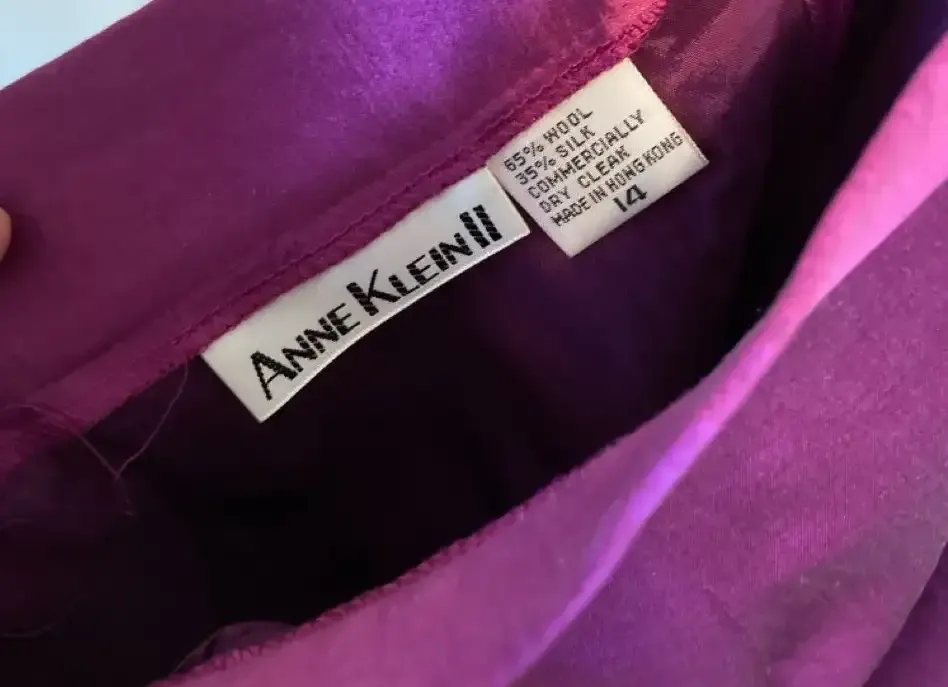 ANNE KLEIN II
65% WOOL
35% SILK
COMMERCIALLY
DRY CLEAN
MADE IN HONG KONG
14